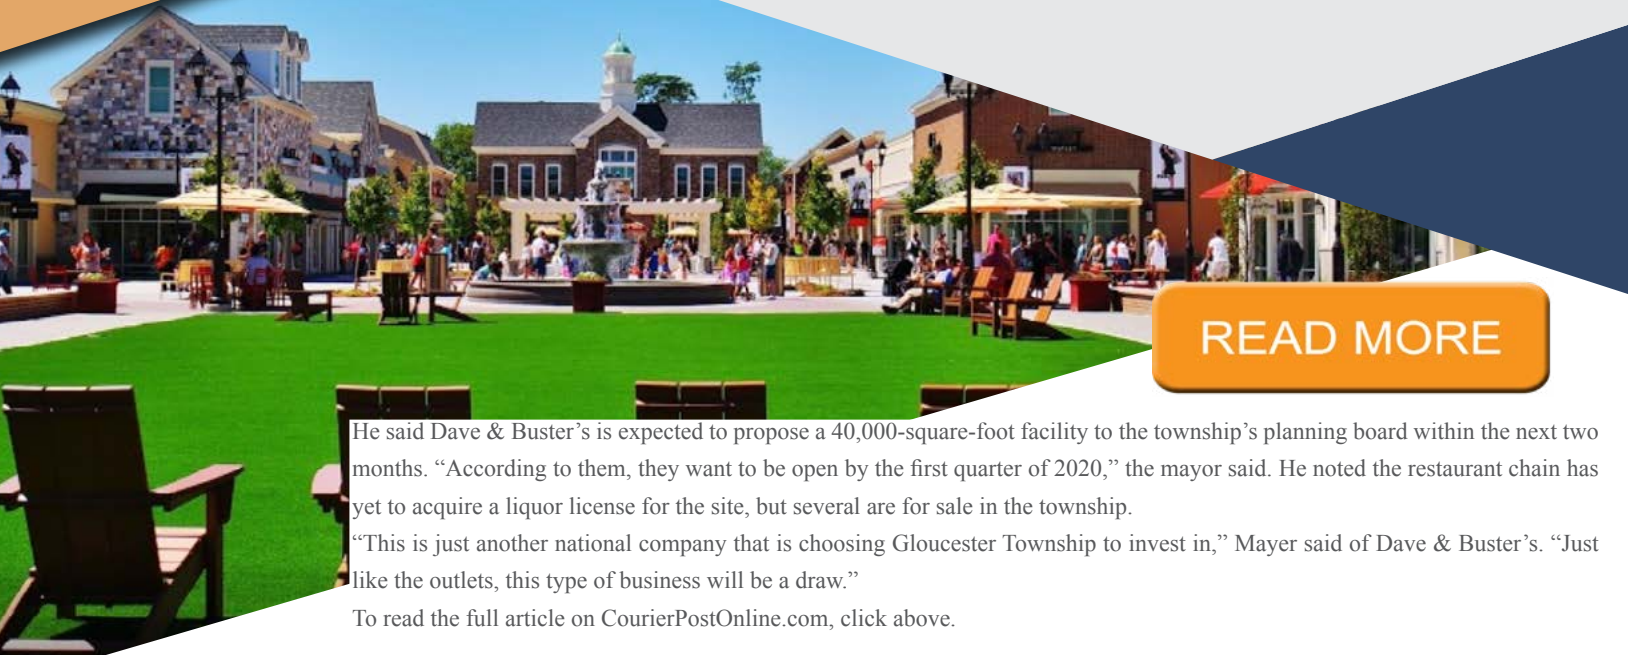 READ MORE
He said Dave & Buster’s is expected to propose a 40,000-square-foot facility to the township’s planning board within the next two
months. “According to them, they want to be open by the first quarter of 2020,” the mayor said. He noted the restaurant chain has
yet to acquire a liquor license for the site, but several are for sale in the township.
“This is just another national company that is choosing Gloucester Township to invest in,” Mayer said of Dave & Buster’s. “Just
like the outlets, this type of business will be a draw.”
To read the full article on CourierPostOnline.com, click above.